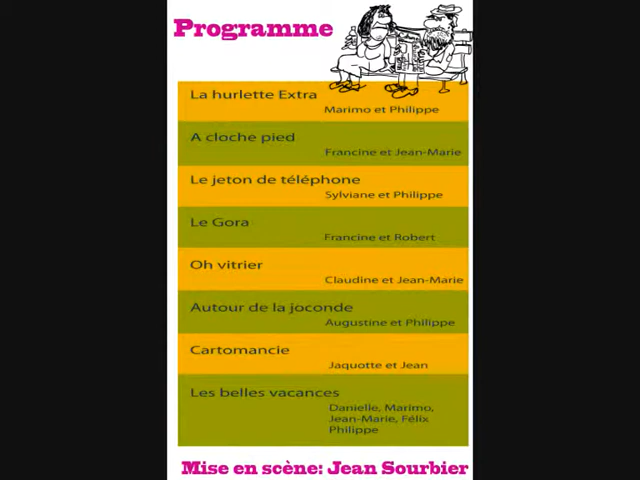 Programme
La hurlette Extra
Marimo et Philippe
A cloche pied
Francine et Jean-Marie
Le jeton de téléphone
Sylviane et Philippe
Le Gora
Francine et Robert
Oh vitrier
Claudine et Jean-Marie
Autour de la joconde
Augustine et Philippe
Cartomancie
Jaquotte et Jean
Les belles vacances
Danielle, Marimo,
Jean-Marie, Félix
Philippe
Mise en scène: Jean Sourbier